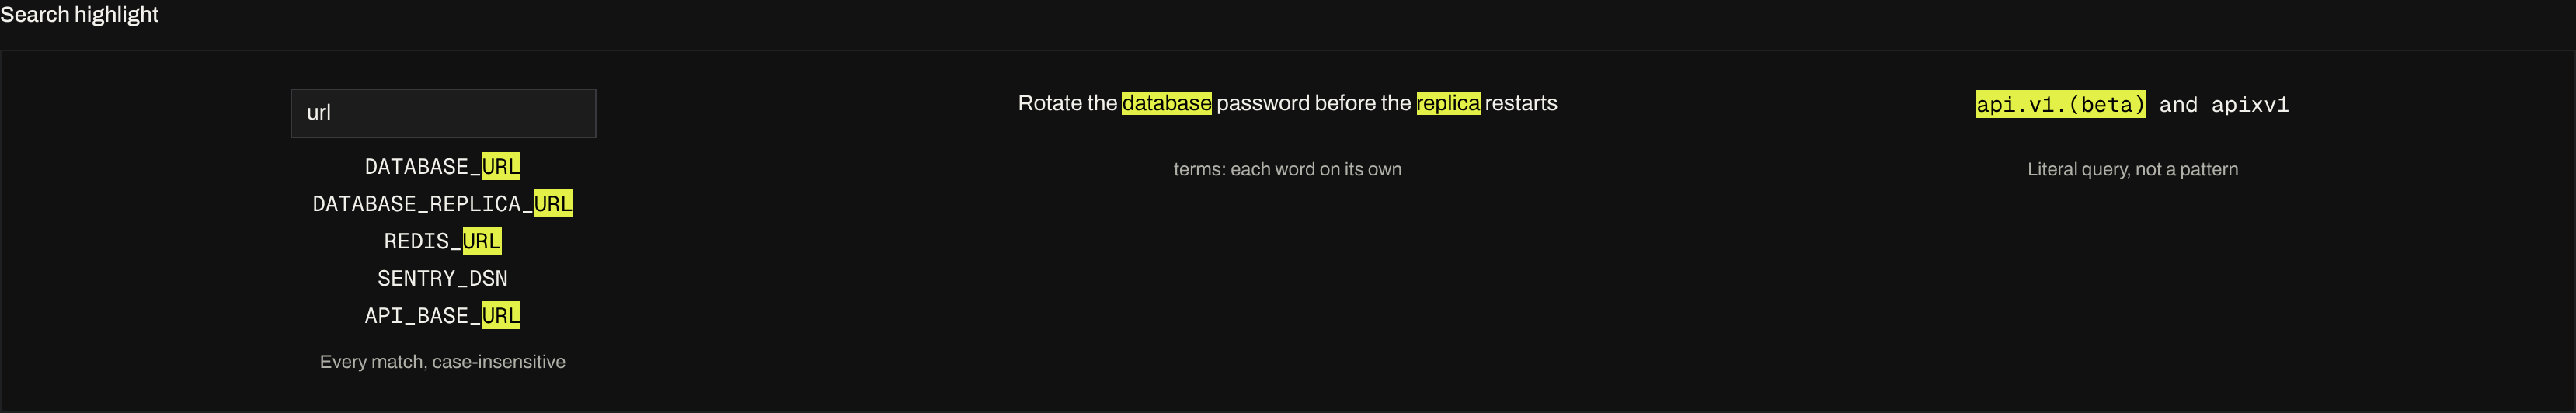 Search highlight
url
DATABASE_URL
DATABASE_REPLICA_URL
REDIS_URL
SENTRY_DSN
API_BASE_URL
Every match, case-insensitive
Rotate the database password before the replica restarts
terms: each word on its own
api.v1.(beta) and apixv1
Literal query, not a pattern